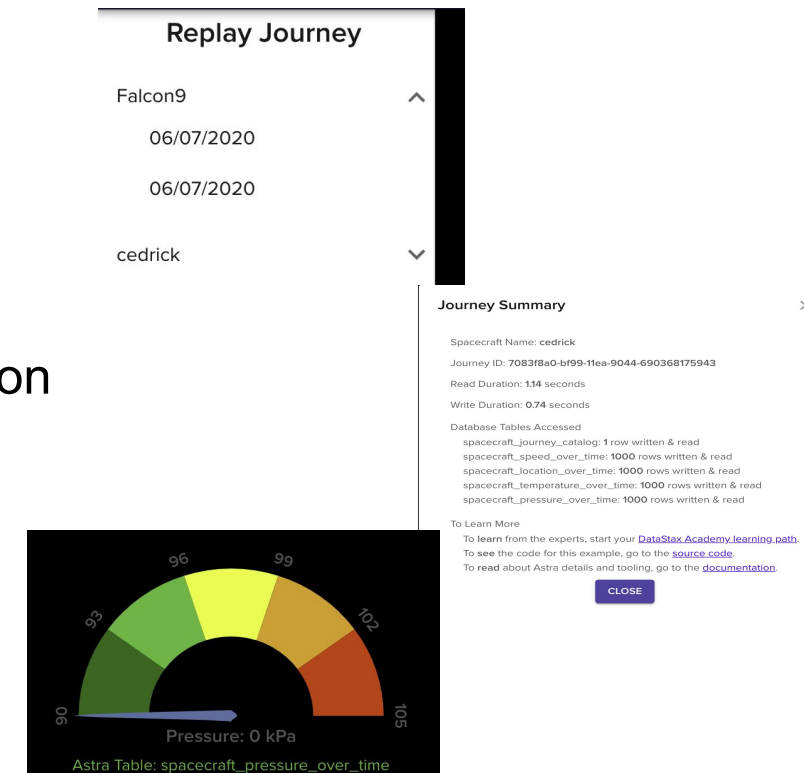 Replay Journey
Falcon9
06/07/2020
06/07/2020
cedrick
on
Journey Summary
Spacecraft Name: cedrick
Journey ID: 7083f8a0-bf99-11ea-9044-690368175943
Read Duration: 1.14 seconds
Write Duration: 0.74 seconds
Database Tables Accessed
spacecraft_journey_catalog: 1 row written & read
spacecraft_speed_over_time: 1000 rows written & read
spacecraft_location_over_time: 1000 rows written & read
spacecraft_temperature_over_time: 1000 rows written & read
spacecraft_pressure_over_time: 1000 rows written & read
To Learn More
To learn from the experts, start your DataStax Academy learning path.
To see the code for this example, go to the source code.
To read about Astra details and tooling, go to the documentation.
CLOSE
90
93
96
99
102
105
Pressure: 0 kPa
Astra Table: spacecraft_pressure_over_time